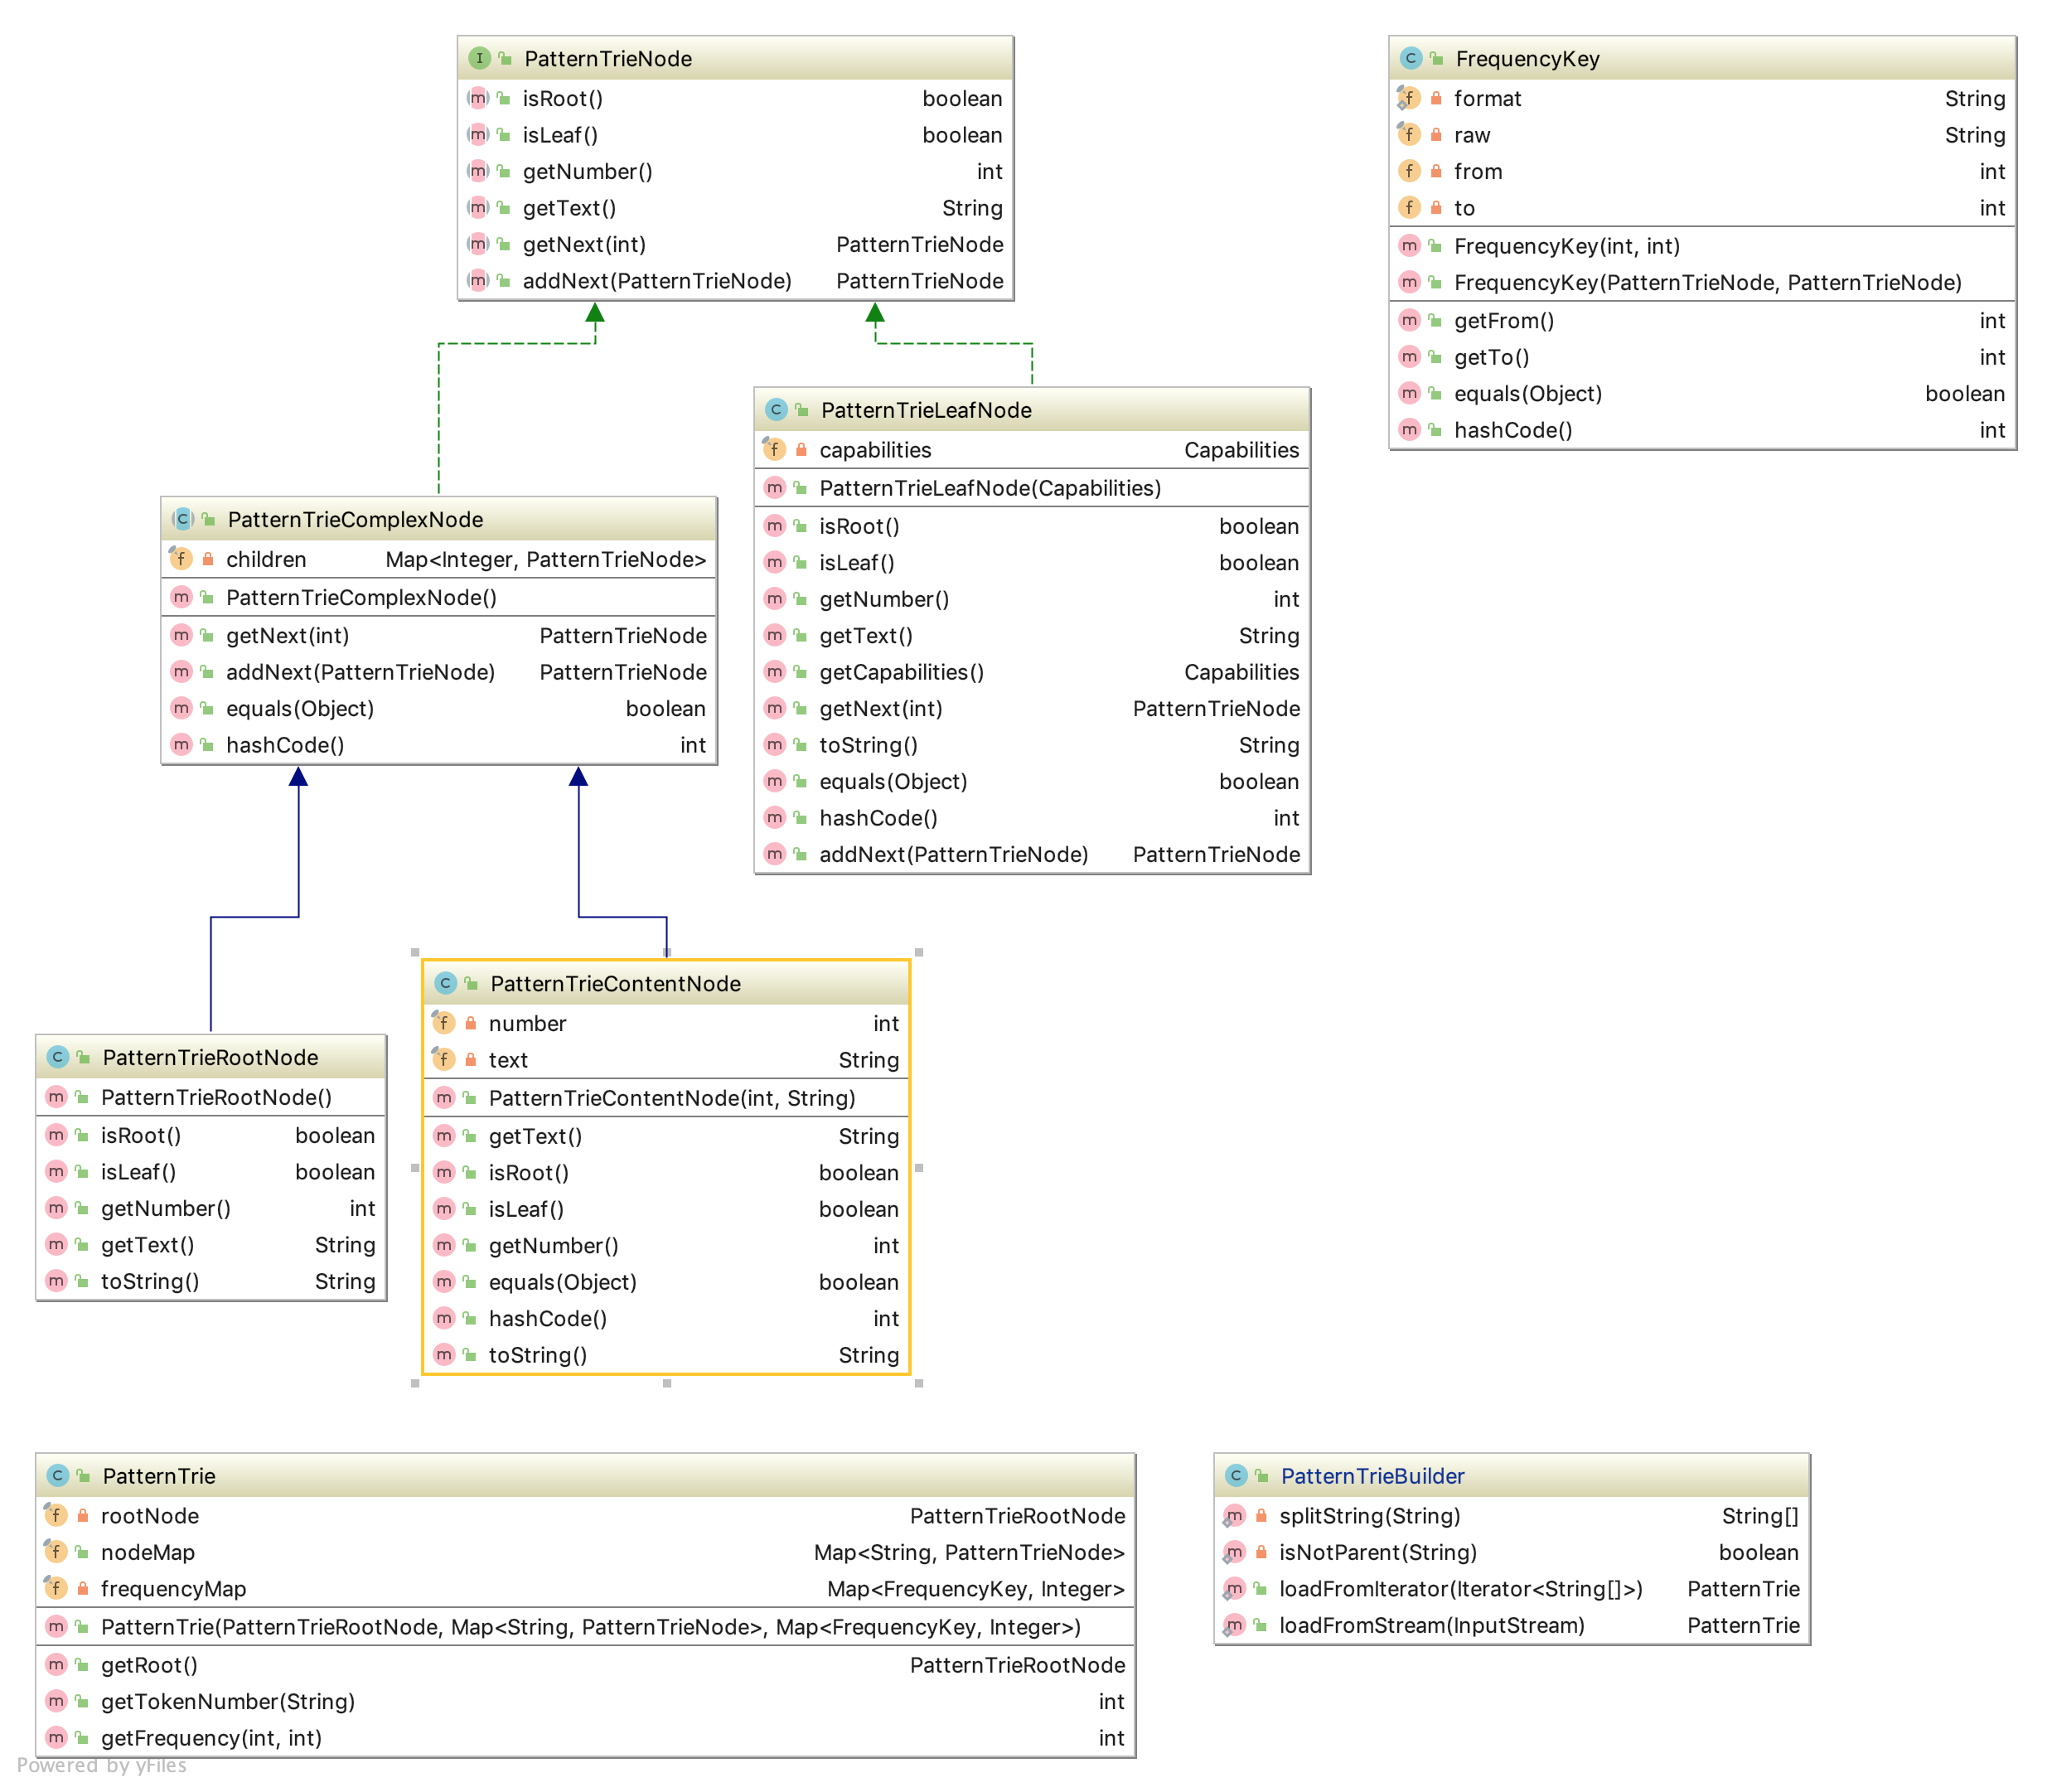 PatternTrieNode
isRoot() boolean
isLeaf() boolean
getNumber() int
getText() String
getNext(int) PatternTrieNode
addNext(PatternTrieNode) PatternTrieNode
FrequencyKey
format String
raw String
from int
to int
FrequencyKey(int, int)
FrequencyKey(PatternTrieNode, PatternTrieNode)
getFrom() int
getTo() int
equals(Object) boolean
hashCode() int
PatternTrieLeafNode
capabilities Capabilities
PatternTrieLeafNode(Capabilities)
isRoot() boolean
isLeaf() boolean
getNumber() int
getText() String
getCapabilities() Capabilities
getNext(int) PatternTrieNode
toString() String
equals(Object) boolean
hashCode() int
addNext(PatternTrieNode) PatternTrieNode
PatternTrieComplexNode
children Map<Integer, PatternTrieNode>
PatternTrieComplexNode()
getNext(int) PatternTrieNode
addNext(PatternTrieNode) PatternTrieNode
equals(Object) boolean
hashCode() int
PatternTrieRootNode
PatternTrieRootNode()
isRoot() boolean
isLeaf() boolean
getNumber() int
getText() String
toString() String
PatternTrieContentNode
number int
text String
PatternTrieContentNode(int, String)
getText() String
isRoot() boolean
isLeaf() boolean
getNumber() int
equals(Object) boolean
hashCode() int
toString() String
PatternTrie
rootNode PatternTrieRootNode
nodeMap Map<String, PatternTrieNode>
frequencyMap Map<FrequencyKey, Integer>
PatternTrie(PatternTrieRootNode, Map<String, PatternTrieNode>, Map<FrequencyKey, Integer>)
getRoot() PatternTrieRootNode
getTokenNumber(String) int
getFrequency(int, int) int
PatternTrieBuilder
splitString(String) String[]
isNotParent(String) boolean
loadFromIterator(Iterator<String[]>) PatternTrie
loadFromStream(InputStream) PatternTrie
Powered by yFiles